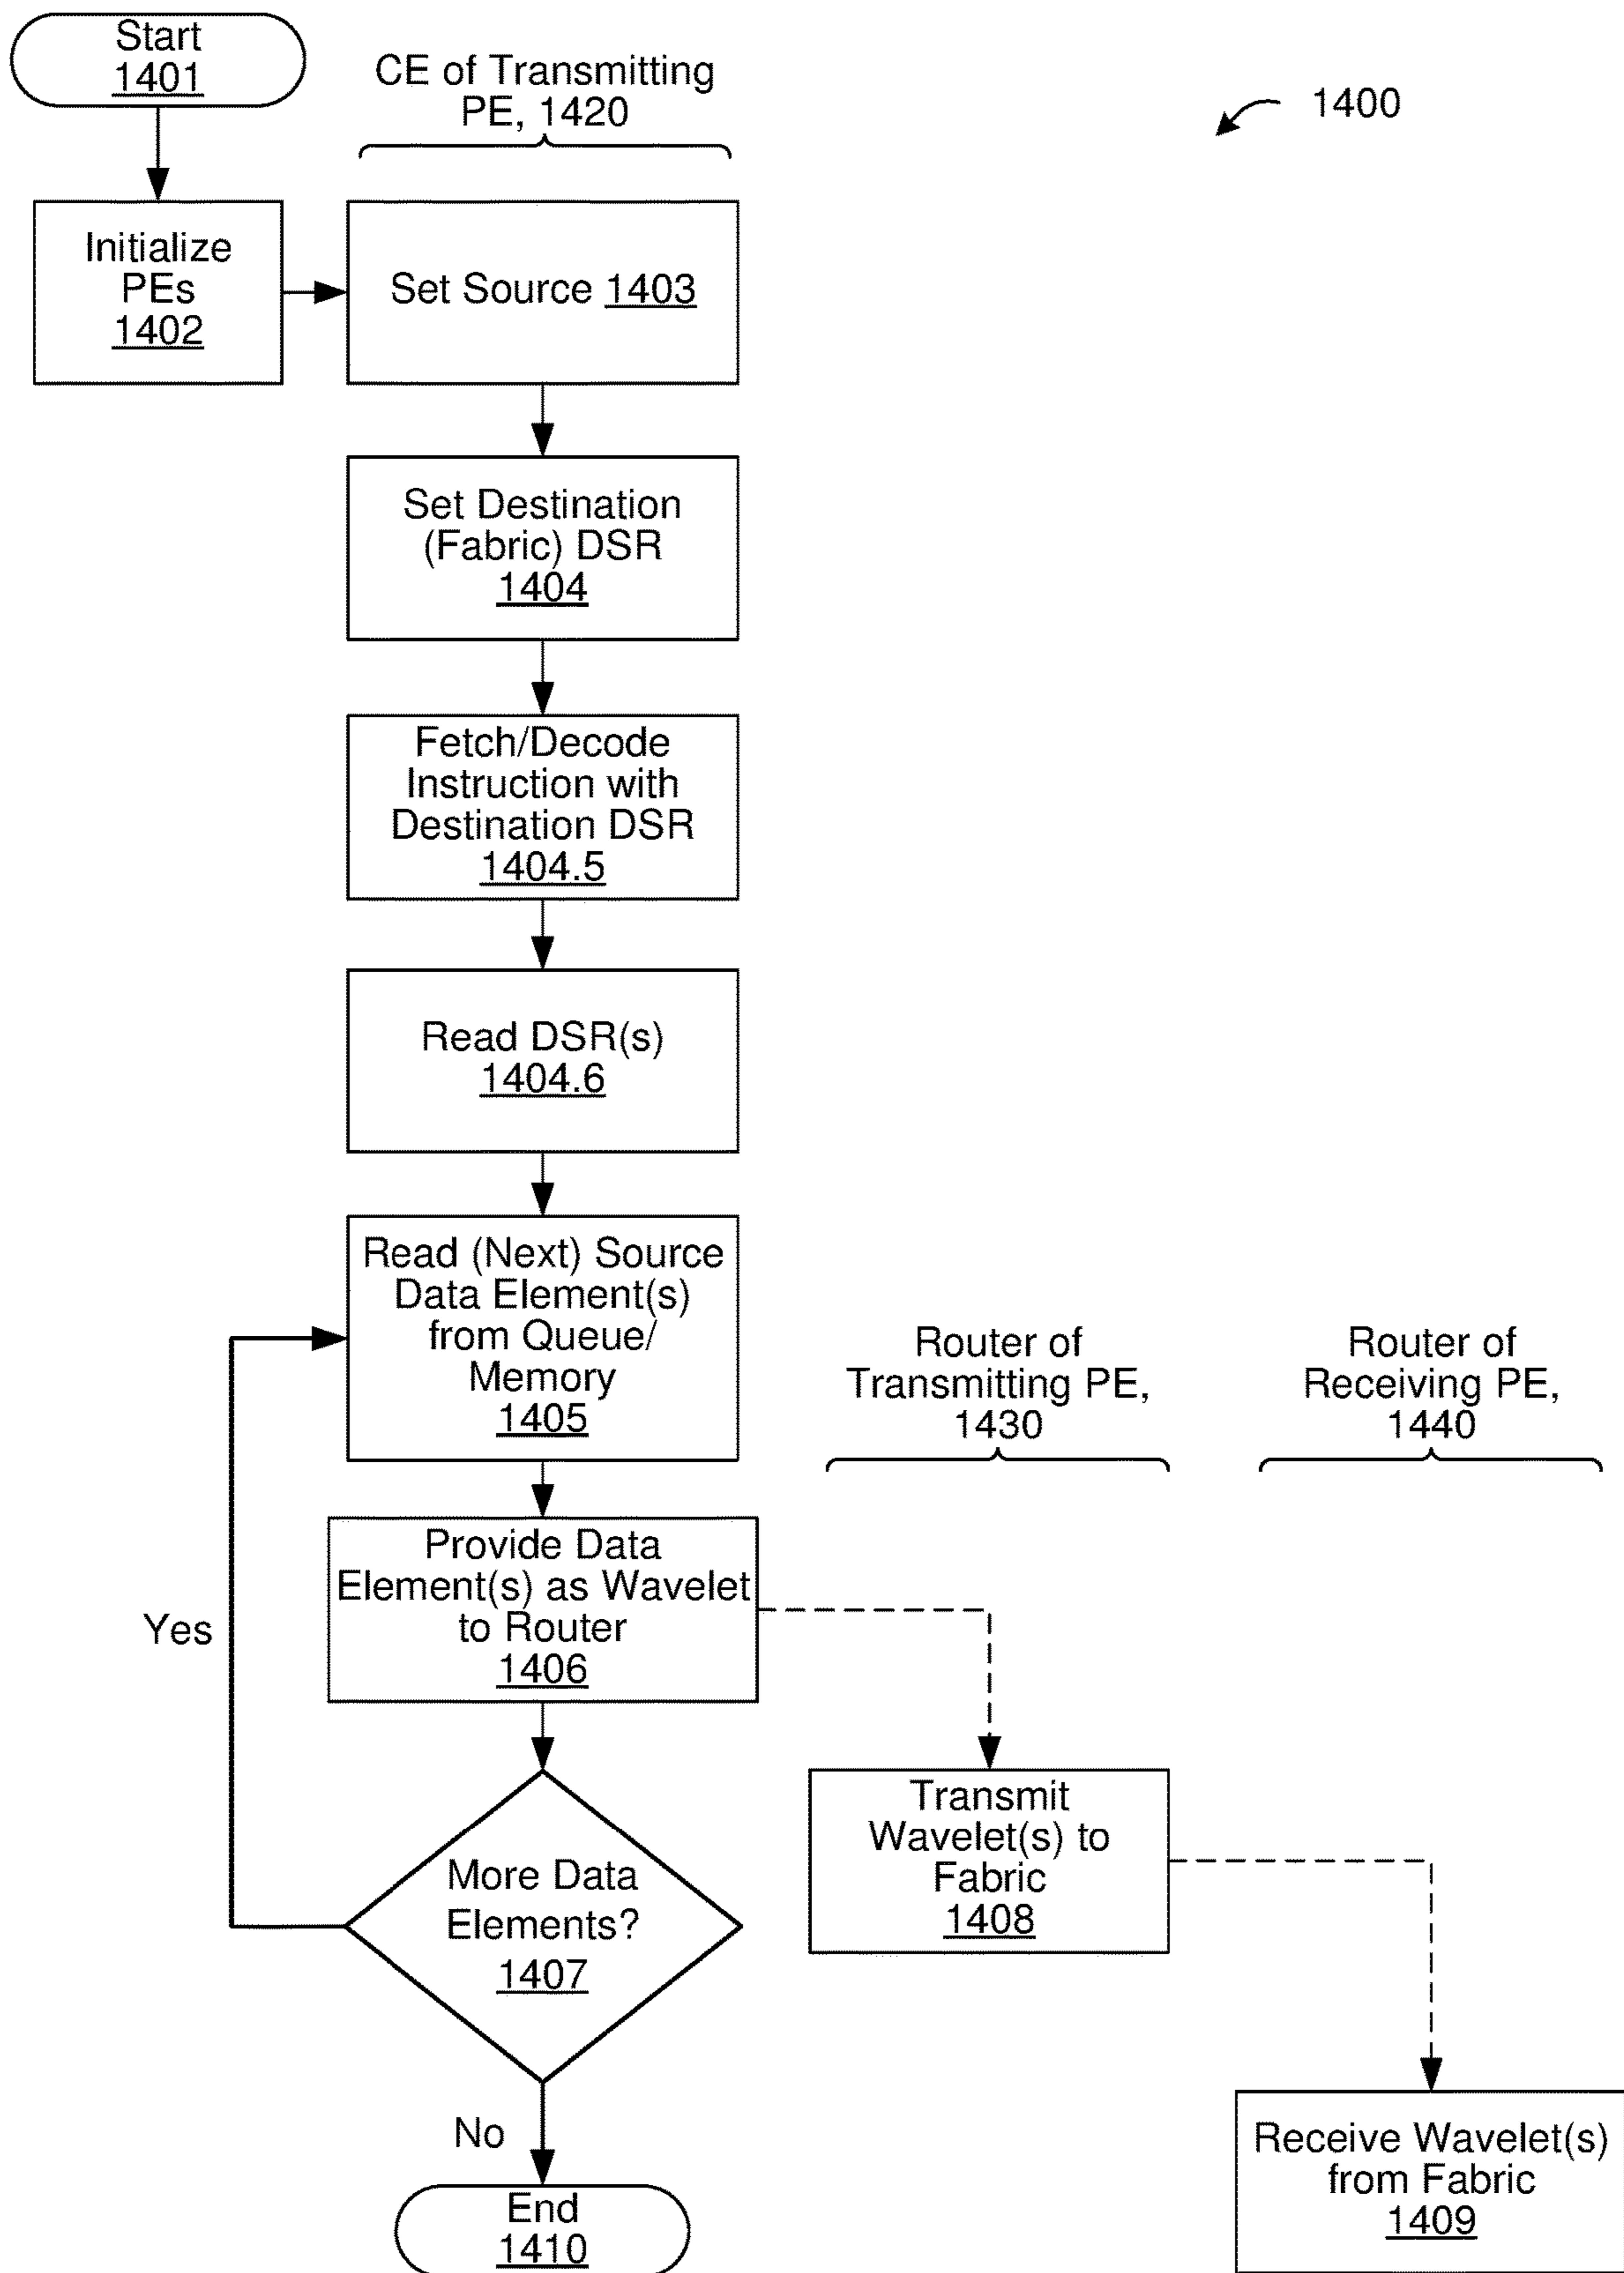 Start
1401
CE of Transmitting
PE, 1420
1400
Initialize
PEs
1402
Set Source 1403
Set Destination
(Fabric) DSR
1404
Fetch/Decode
Instruction with
Destination DSR
1404.5
Read DSR(s)
1404.6
Read (Next) Source
Data Element(s)
from Queue/
Memory
1405
Router of
Transmitting PE,
1430
Router of
Receiving PE,
1440
Provide Data
Element(s) as Wavelet
to Router
1406
Yes
Transmit
Wavelet(s) to
Fabric
1408
More Data
Elements?
1407
No
Receive Wavelet(s)
from Fabric
1409
End
1410